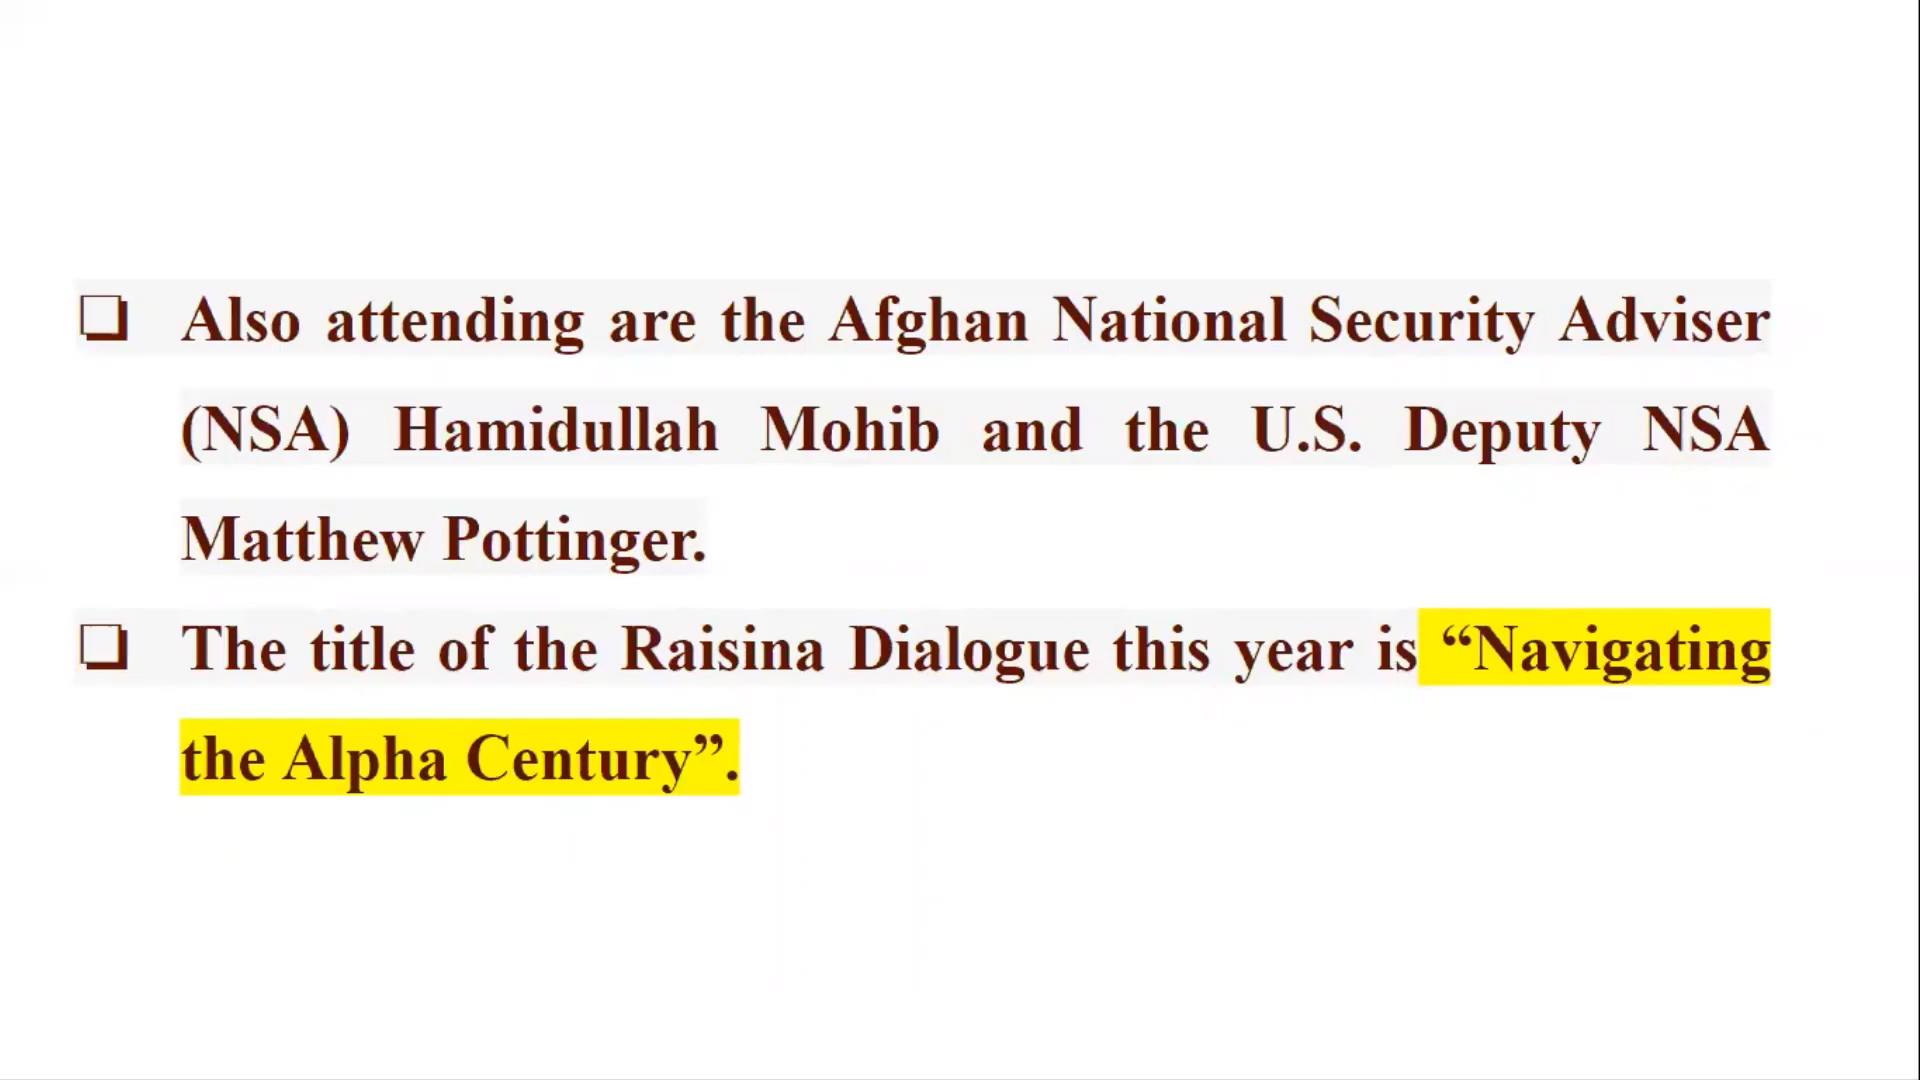 ❑ Also attending are the Afghan National Security Adviser
(NSA) Hamidullah Mohib and the U.S. Deputy NSA
Matthew Pottinger.
❑ The title of the Raisina Dialogue this year is “Navigating
the Alpha Century”.